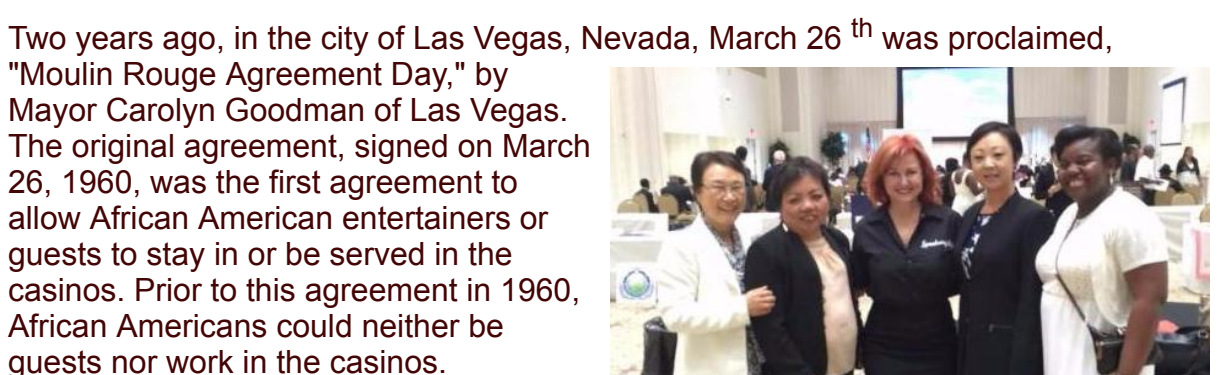 Two years ago, in the city of Las Vegas, Nevada, March 26 th was proclaimed,
"Moulin Rouge Agreement Day," by
Mayor Carolyn Goodman of Las Vegas.
The original agreement, signed on March
26, 1960, was the first agreement to
allow African American entertainers or
guests to stay in or be served in the
casinos. Prior to this agreement in 1960,
African Americans could neither be
guests nor work in the casinos.